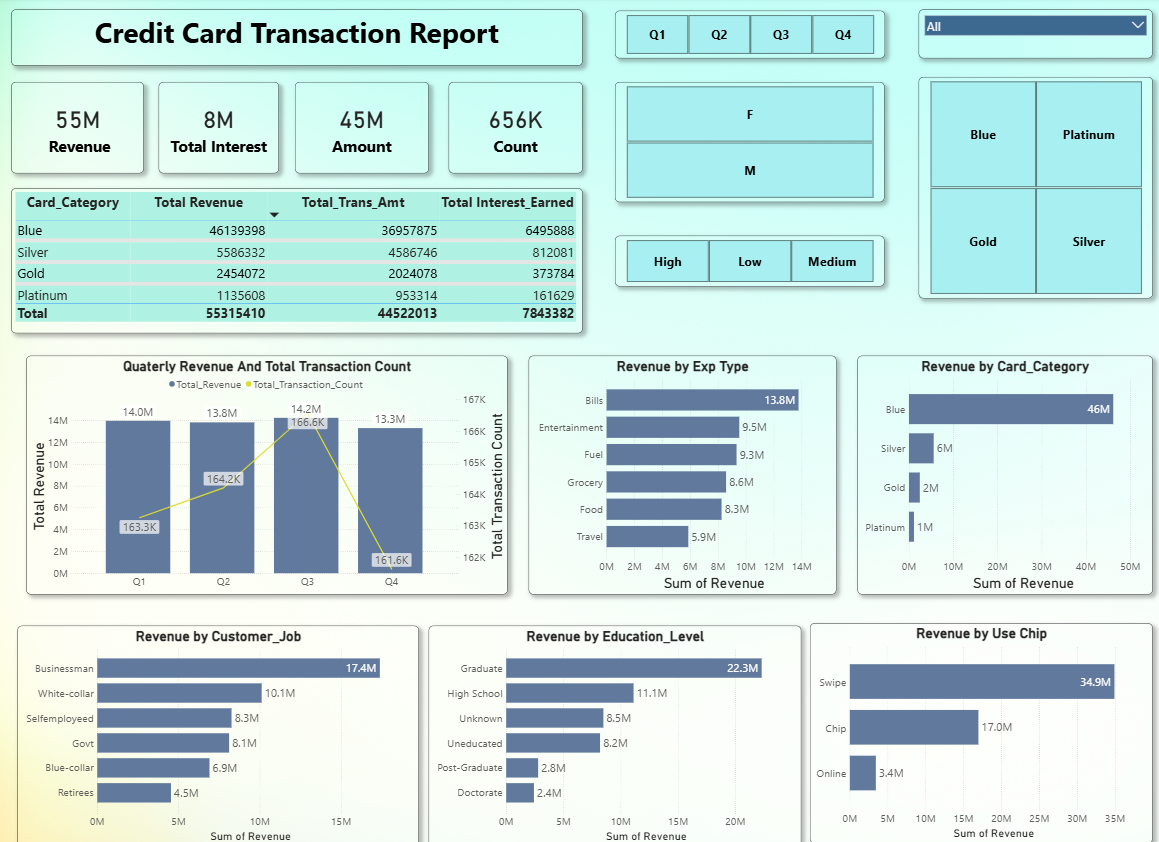 Credit Card Transaction Report
Q1 Q2 Q3 Q4
All
55M
Revenue
8M
Total Interest
45M
Amount
656K
Count
F
M
Blue Platinum
Gold Silver
High Low Medium
Card_Category Total Revenue Total_Trans_Amt Total Interest_Earned
Blue 46139398 36957875 6495888
Silver 5586332 4586746 812081
Gold 2454072 2024078 373784
Platinum 1135608 953314 161629
Total 55315410 44522013 7843382
Quaterly Revenue And Total Transaction Count
Total_Revenue Total_Transaction_Count
Total Revenue
14M
12M
10M
8M
6M
4M
2M
0M
14.0M 13.8M 14.2M 13.3M
163.3K 164.2K 166.6K 161.6K
Q1 Q2 Q3 Q4
167K
166K
165K
164K
163K
162K
Total Transaction Count
Revenue by Exp Type
Bills 13.8M
Entertainment 9.5M
Fuel 9.3M
Grocery 8.6M
Food 8.3M
Travel 5.9M
0M 2M 4M 6M 8M 10M 12M 14M
Sum of Revenue
Revenue by Card_Category
Blue 46M
Silver 6M
Gold 2M
Platinum 1M
0M 10M 20M 30M 40M 50M
Sum of Revenue
Revenue by Customer_Job
Businessman 17.4M
White-collar 10.1M
Selfemployeed 8.3M
Govt 8.1M
Blue-collar 6.9M
Retirees 4.5M
0M 5M 10M 15M
Sum of Revenue
Revenue by Education_Level
Graduate 22.3M
High School 11.1M
Unknown 8.5M
Uneducated 8.2M
Post-Graduate 2.8M
Doctorate 2.4M
0M 5M 10M 15M 20M
Sum of Revenue
Revenue by Use Chip
Swipe 34.9M
Chip 17.0M
Online 3.4M
0M 5M 10M 15M 20M 25M 30M 35M
Sum of Revenue